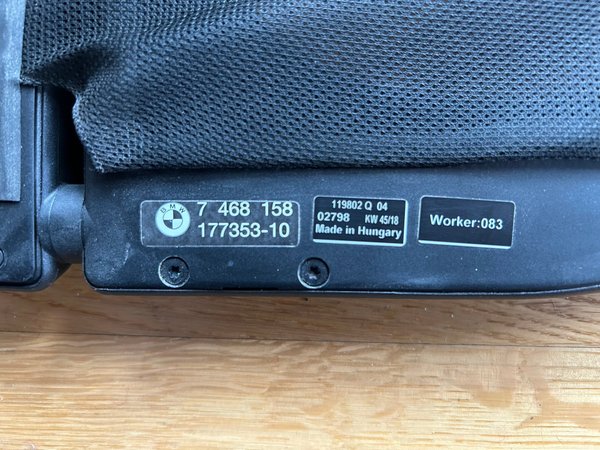 BMW
7 468 158
177353-10
119802 Q 04
02798 KW 45/18
Made in Hungary
Worker:083